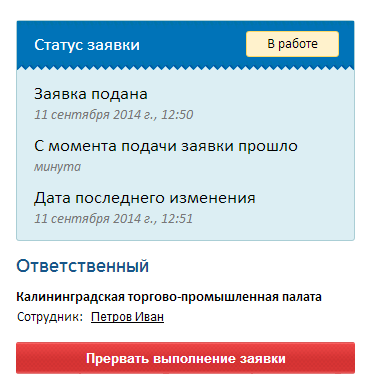 Статус заявки В работе
Заявка подана
11 сентября 2014 г., 12:50
С момента подачи заявки прошло
минута
Дата последнего изменения
11 сентября 2014 г., 12:51
Ответственный
Калининградская торгово-промышленная палата
Сотрудник: Петров Иван
Прервать выполнение заявки